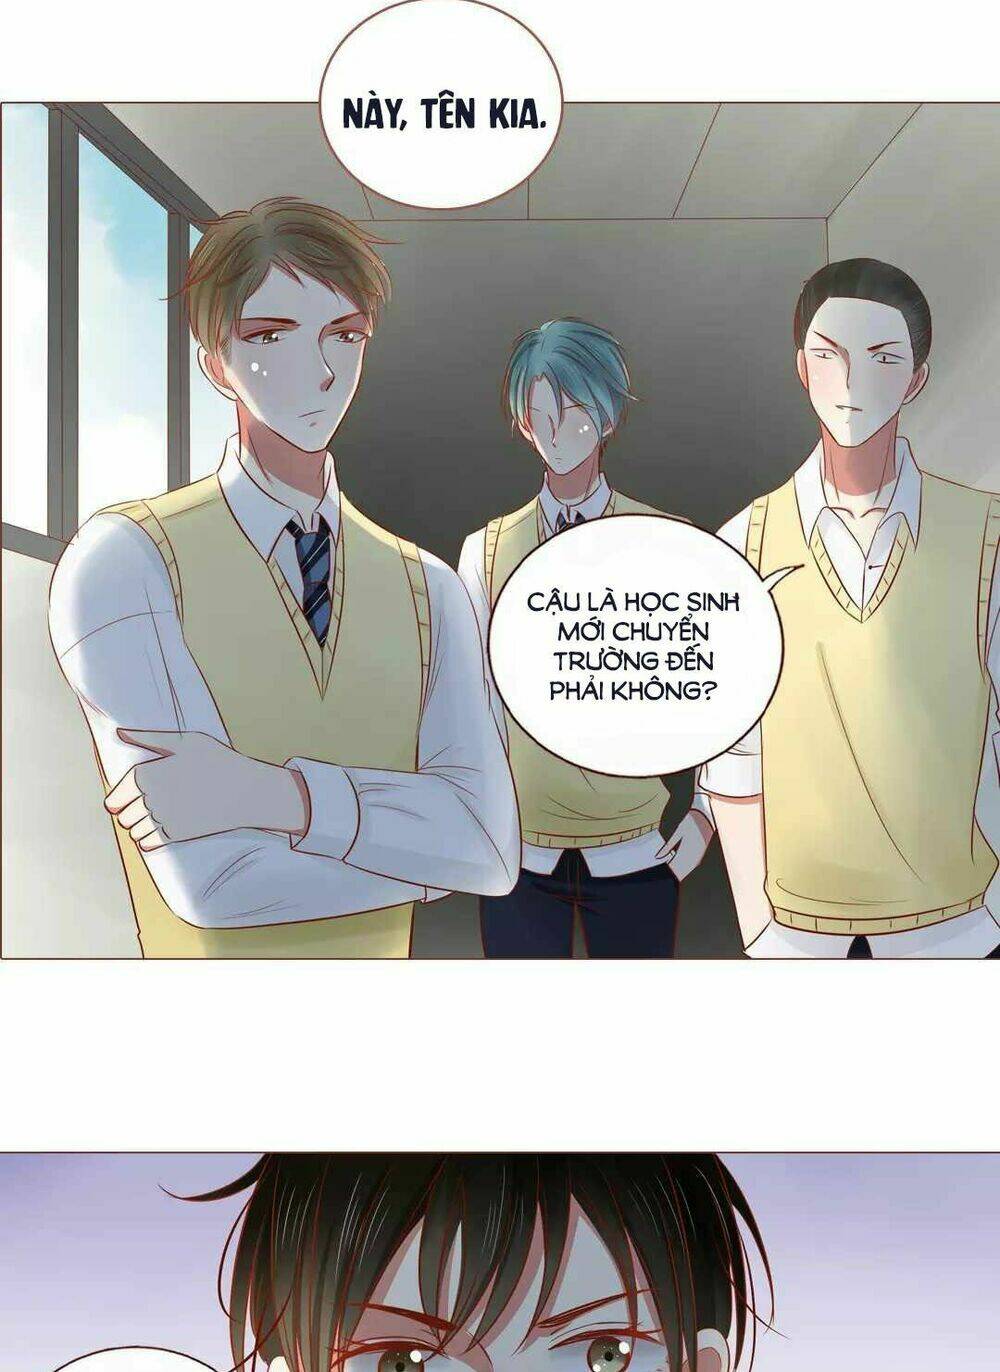 NÀY, TÊN KIA.
CẬU LÀ HỌC SINH
MỚI CHUYỂN
TRƯỜNG ĐẾN
PHẢI KHÔNG?